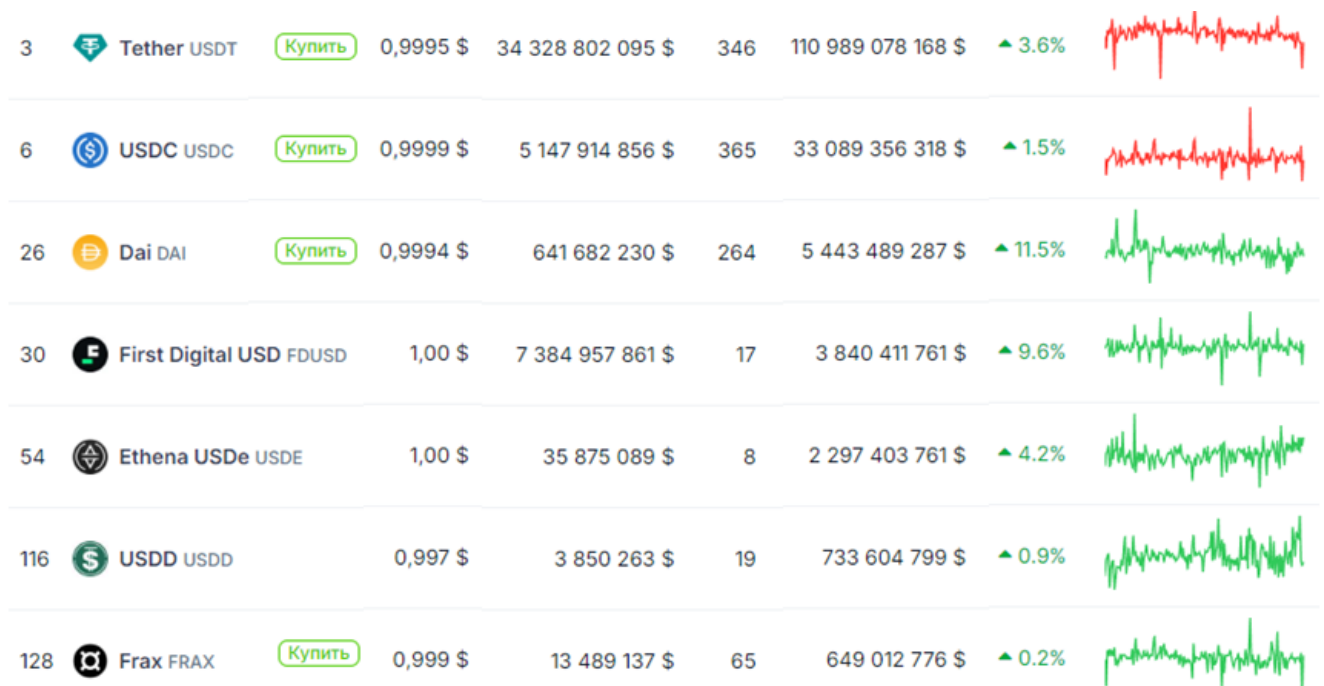 3 Tether USDT Купить 0,9995 $ 34 328 802 095 $ 346 110 989 078 168 $ 3.6%
6 USDC USDC Купить 0,9999 $ 5 147 914 856 $ 365 33 089 356 318 $ 1.5%
26 Dai DAI Купить 0,9994 $ 641 682 230 $ 264 5 443 489 287 $ 11.5%
30 First Digital USD FDUSD 1,00 $ 7 384 957 861 $ 17 3 840 411 761 $ 9.6%
54 Ethena USDe USDE 1,00 $ 35 875 089 $ 8 2 297 403 761 $ 4.2%
116 USDD USDD 0,997 $ 3 850 263 $ 19 733 604 799 $ 0.9%
128 Frax FRAX Купить 0,999 $ 13 489 137 $ 65 649 012 776 $ 0.2%